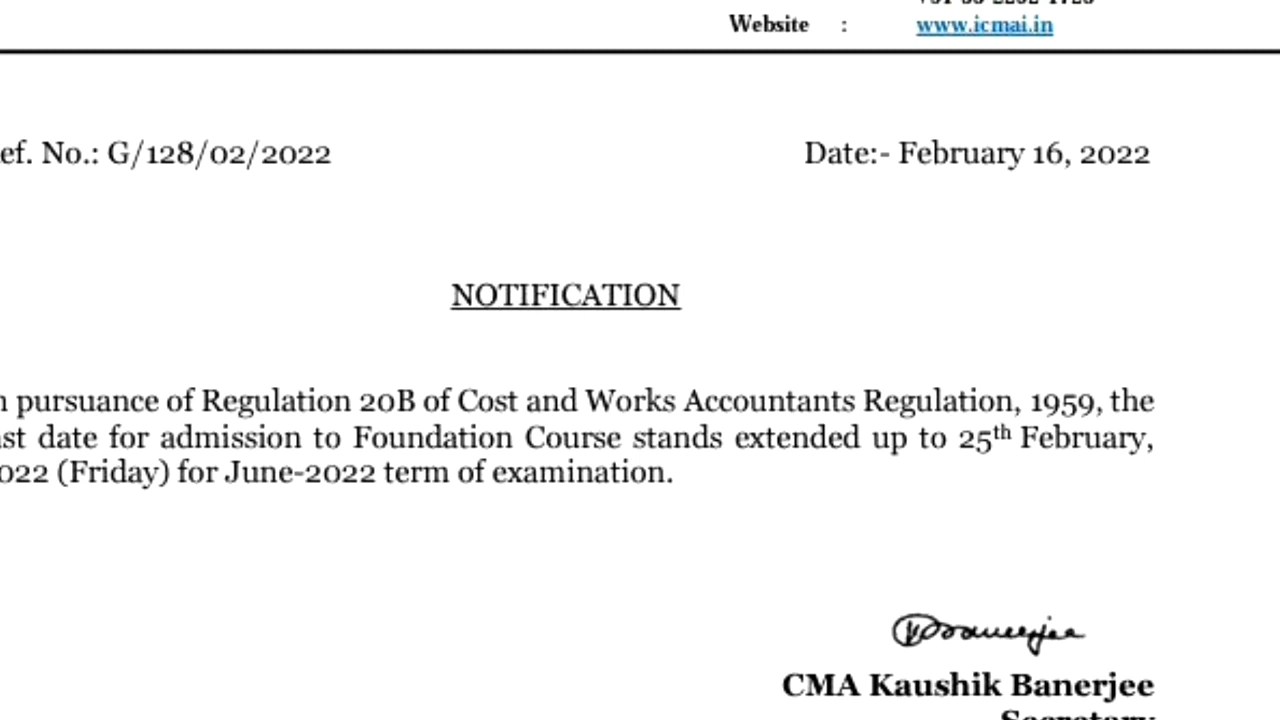 Website : www.icmai.in
ef. No.: G/128/02/2022 Date:- February 16, 2022
NOTIFICATION
pursuance of Regulation 20B of Cost and Works Accountants Regulation, 1959, the
st date for admission to Foundation Course stands extended up to 25th February,
022 (Friday) for June-2022 term of examination.
CMA Kaushik Banerjee
Secretary